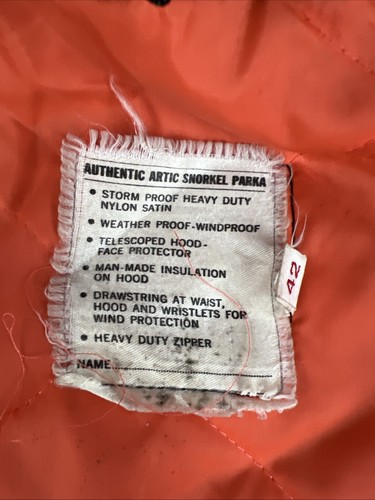 AUTHENTIC ARTIC SNORKEL PARKA
• STORM PROOF HEAVY DUTY
NYLON SATIN
• WEATHER PROOF-WINDPROOF
• TELESCOPED HOOD-
FACE PROTECTOR
• MAN-MADE INSULATION
ON HOOD
• DRAWSTRING AT WAIST,
HOOD AND WRISTLETS FOR
WIND PROTECTION
• HEAVY DUTY ZIPPER
NAME
42